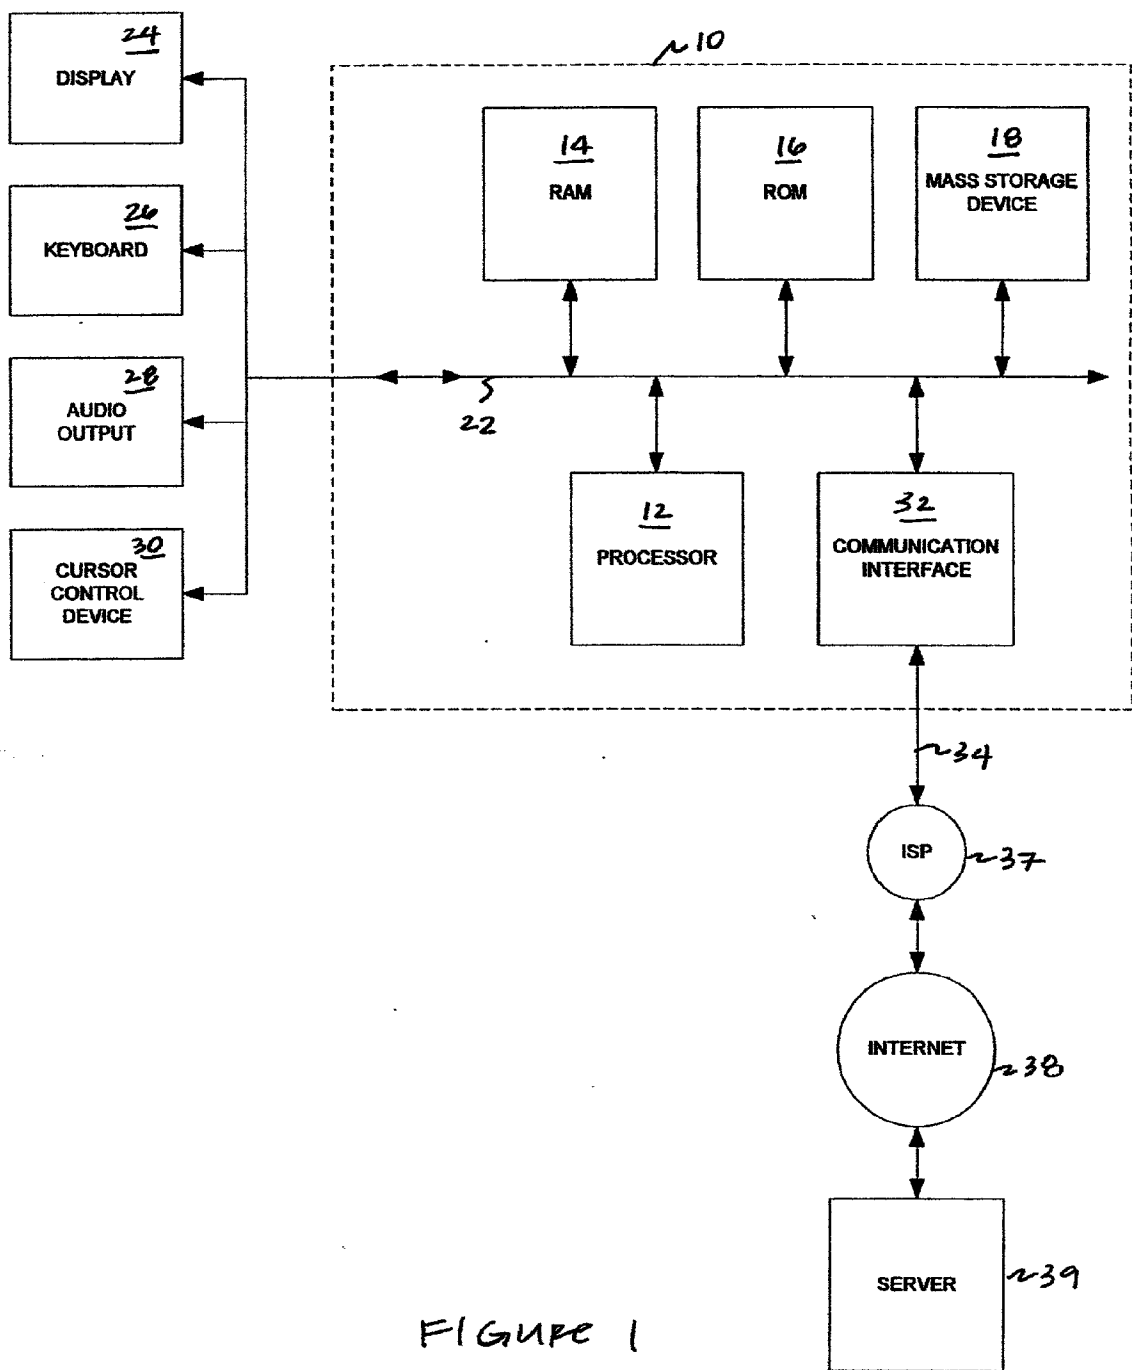 10
24
DISPLAY
26
KEYBOARD
28
AUDIO
OUTPUT
30
CURSOR
CONTROL
DEVICE
14
RAM
16
ROM
18
MASS STORAGE
DEVICE
22
12
PROCESSOR
32
COMMUNICATION
INTERFACE
34
ISP
37
INTERNET
38
SERVER
39
FIGURE 1